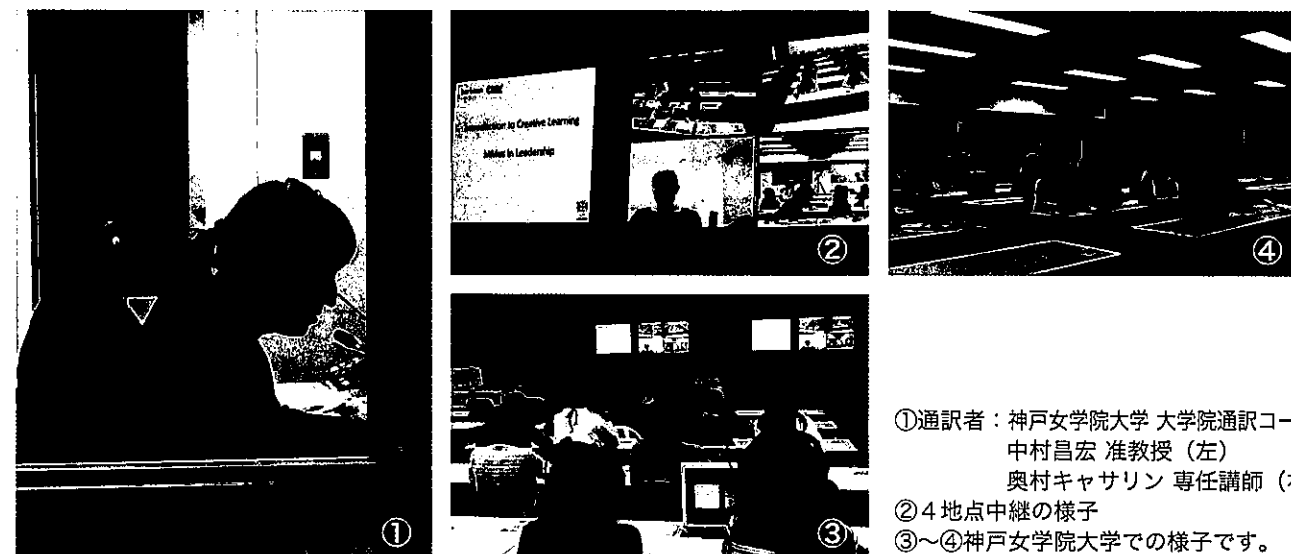 Introduction to Creative Learning
Milieu in Leadership
①
②
③
④
①通訳者：神戸女学院大学 大学院通訳コー
中村昌宏 准教授（左）
奥村キャサリン 専任講師（
②４地点中継の様子
③～④神戸女学院大学での様子です。